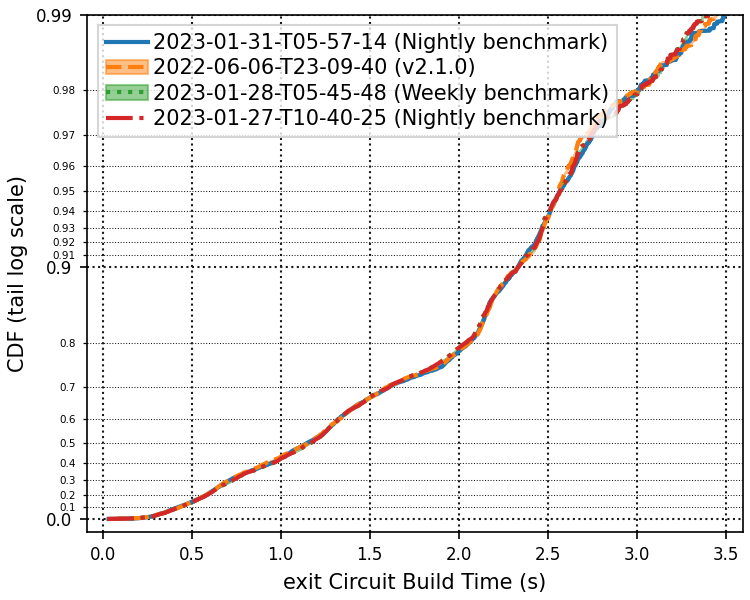 0.99
0.98
0.97
0.96
0.95
0.94
0.93
0.92
0.91
0.9
0.8
0.7
0.6
0.5
0.4
0.3
0.2
0.1
0.0
CDF (tail log scale)
2023-01-31-T05-57-14 (Nightly benchmark)
2022-06-06-T23-09-40 (v2.1.0)
2023-01-28-T05-45-48 (Weekly benchmark)
2023-01-27-T10-40-25 (Nightly benchmark)
0.0 0.5 1.0 1.5 2.0 2.5 3.0 3.5
exit Circuit Build Time (s)